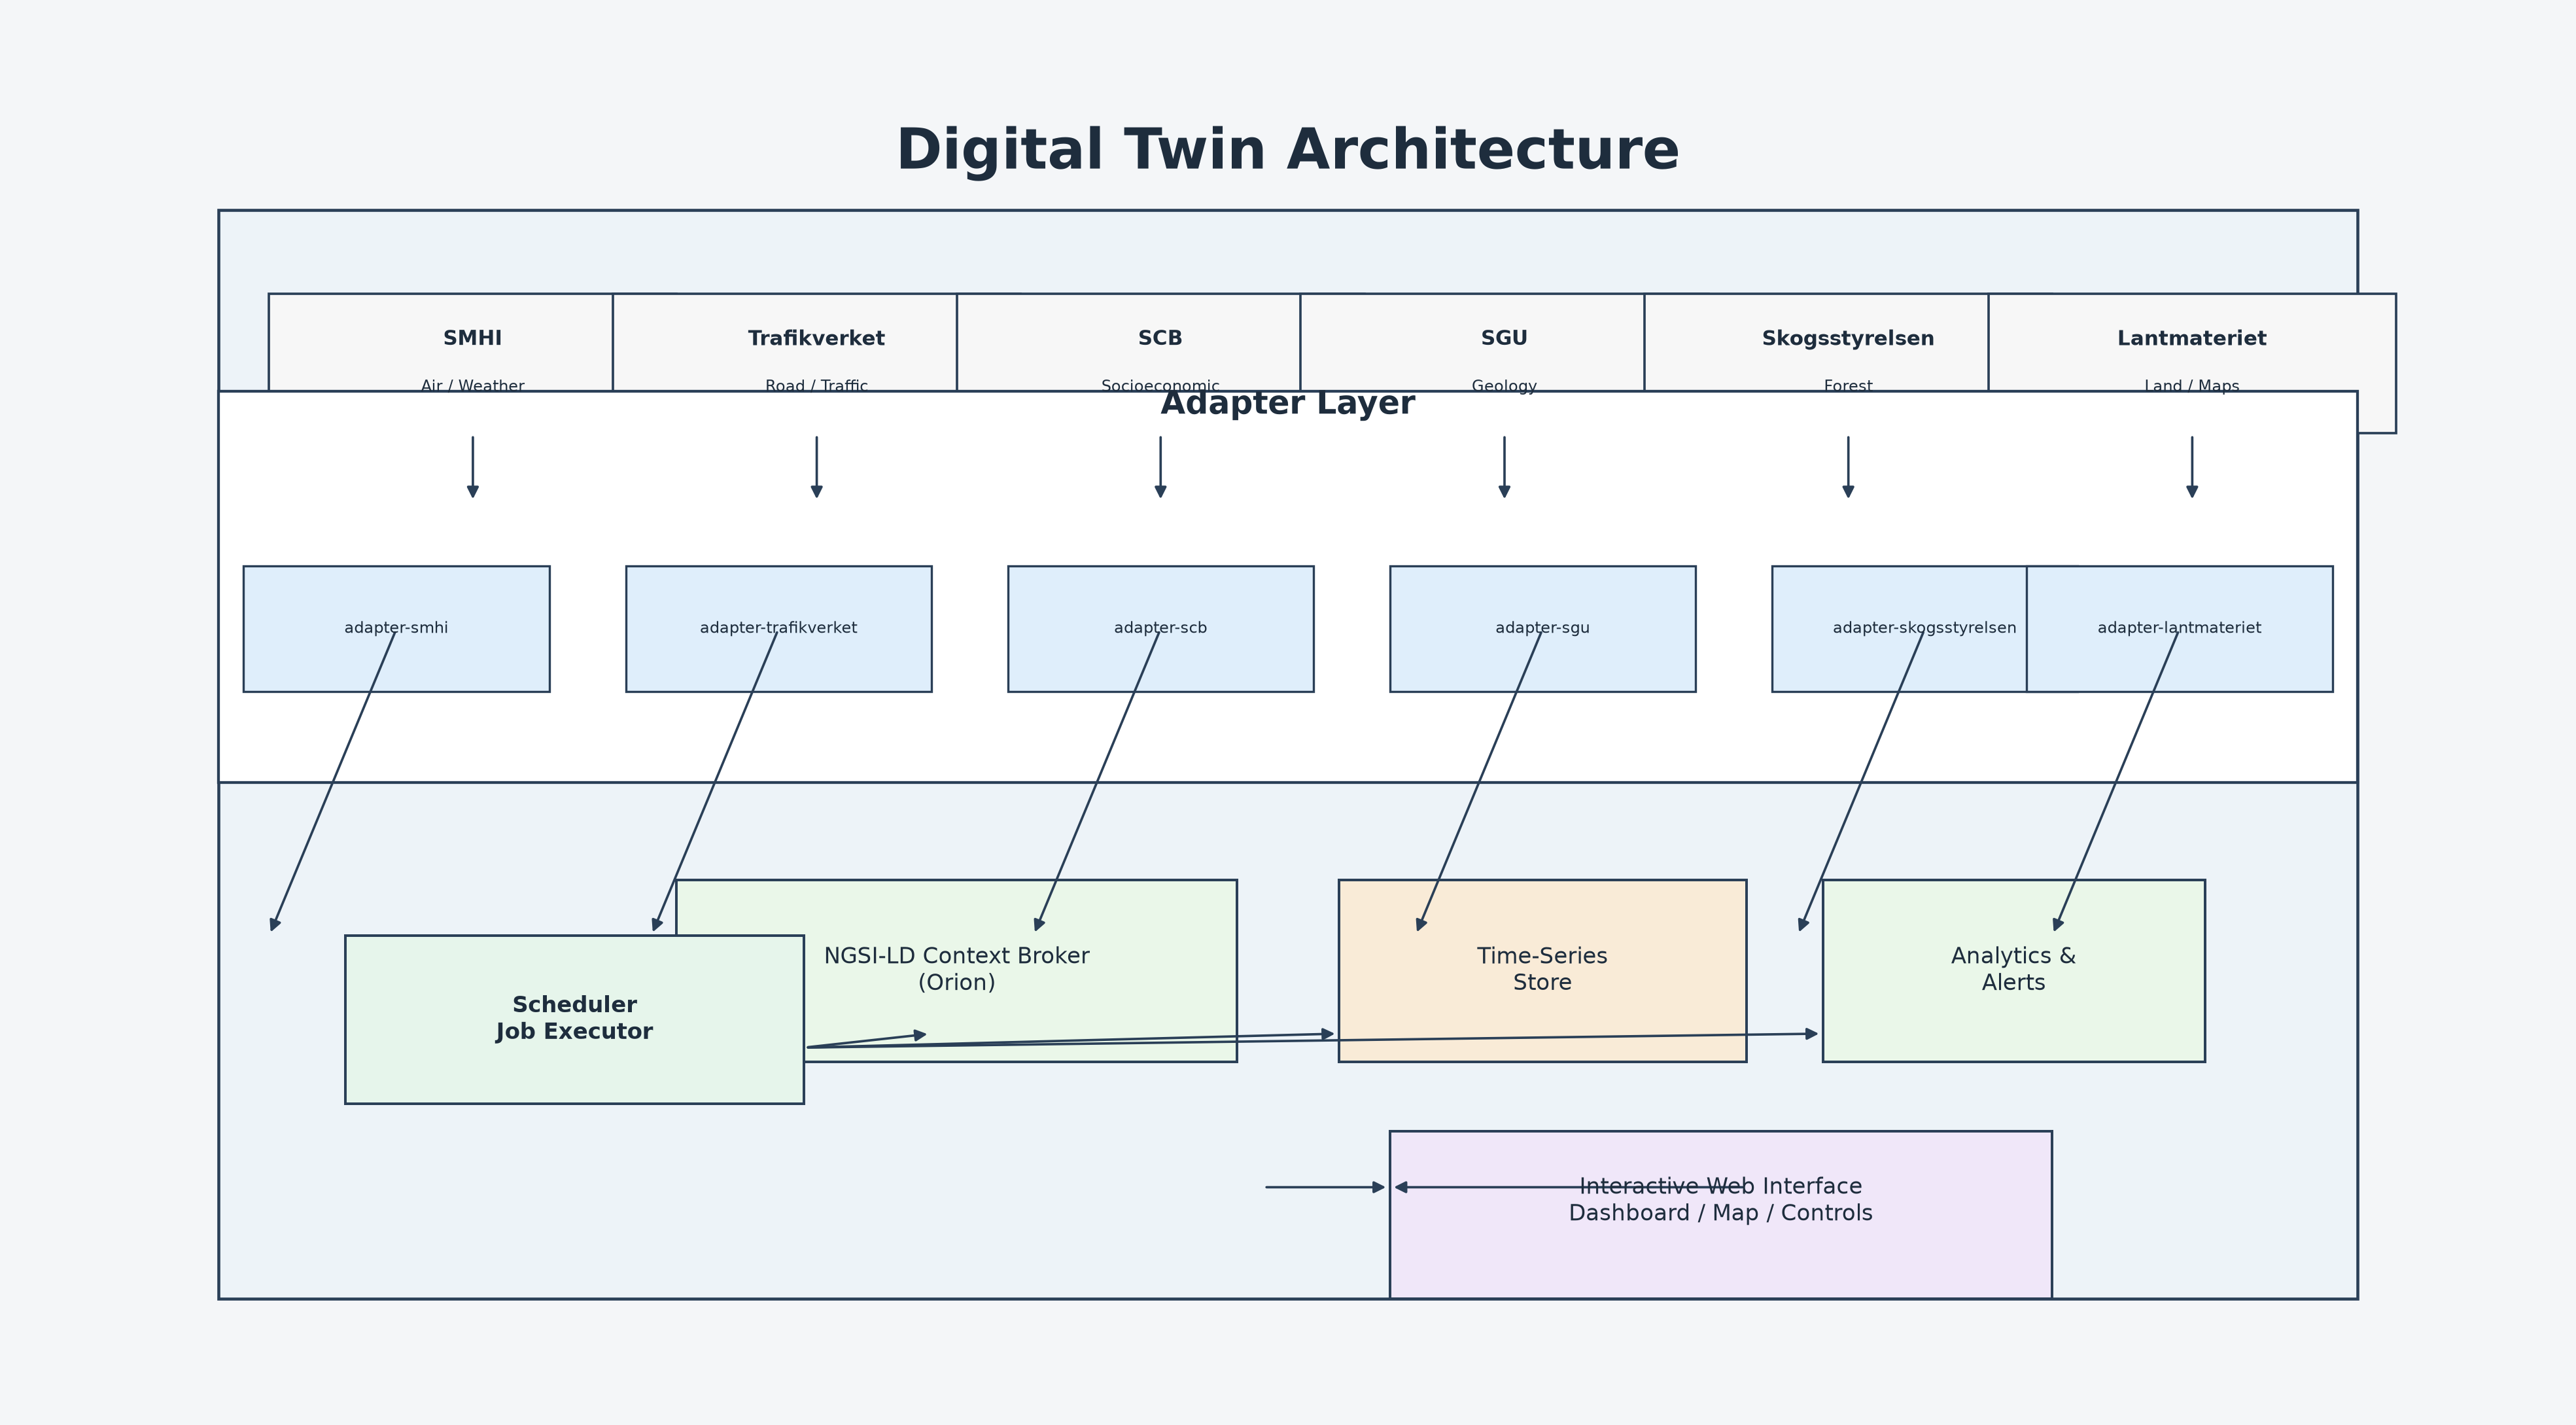 Digital Twin Architecture
SMHI
Trafikverket
SCB
SGU
Skogsstyrelsen
Lantmateriet
Air / Weather
Road / Traffic
Socioeconomic
Geology
Forest
Land / Maps
Adapter Layer
adapter-smhi
adapter-trafikverket
adapter-scb
adapter-sgu
adapter-skogsstyrelsen
adapter-lantmateriet
NGSI-LD Context Broker
(Orion)
Time-Series
Store
Analytics &
Alerts
Scheduler
Job Executor
Interactive Web Interface
Dashboard / Map / Controls